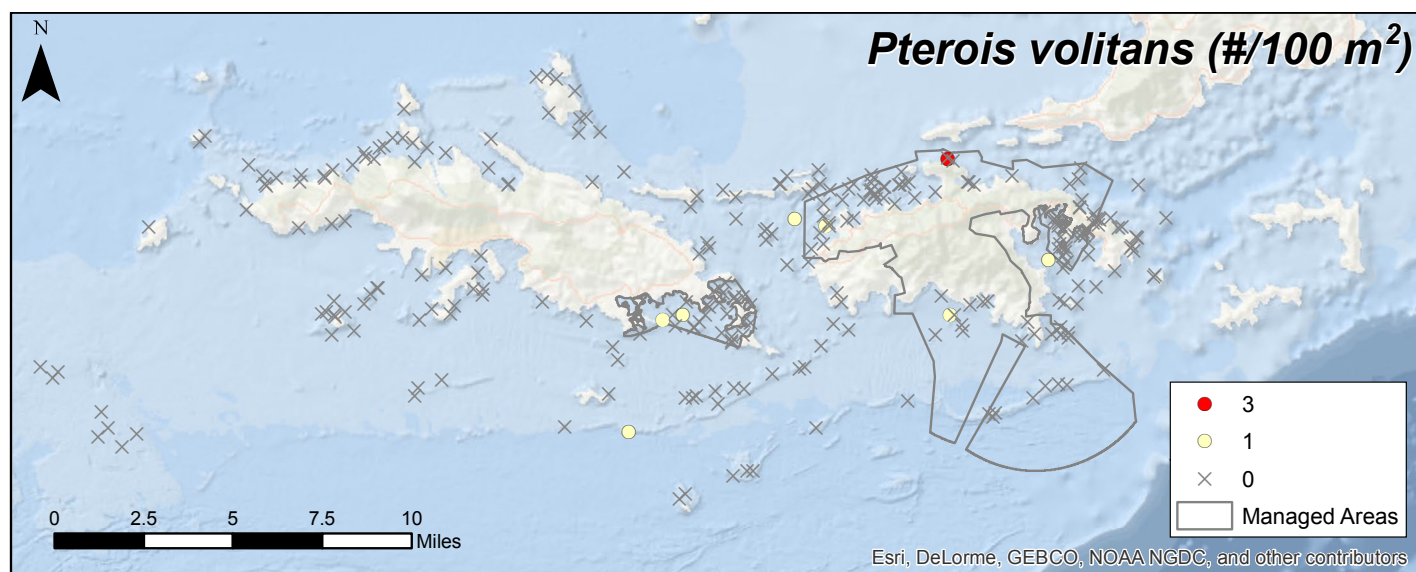 N
Pterois volitans (#/100 m²)
3
1
0
Managed Areas
0 2.5 5 7.5 10
Miles
Esri, DeLorme, GEBCO, NOAA NGDC, and other contributors